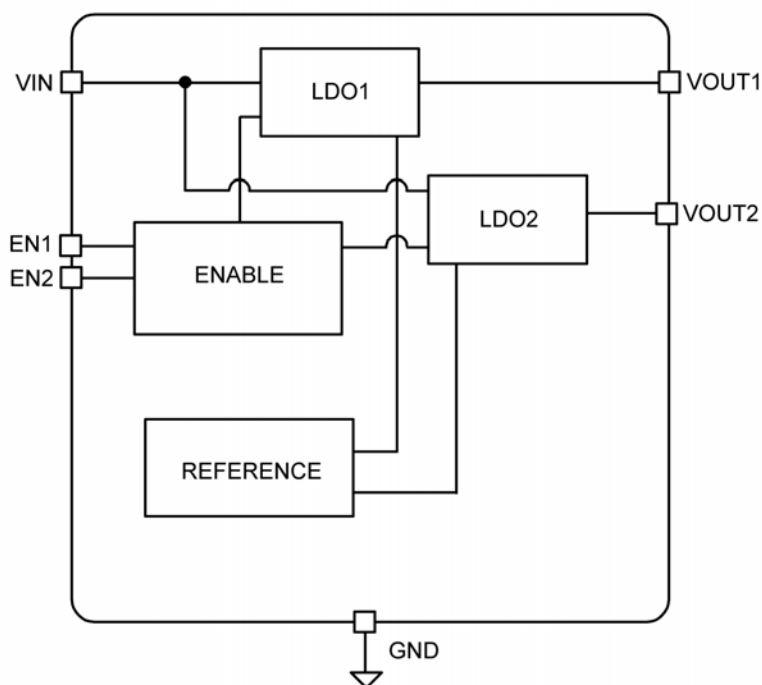 VIN
LDO1
VOUT1
LDO2
VOUT2
EN1
EN2
ENABLE
REFERENCE
GND